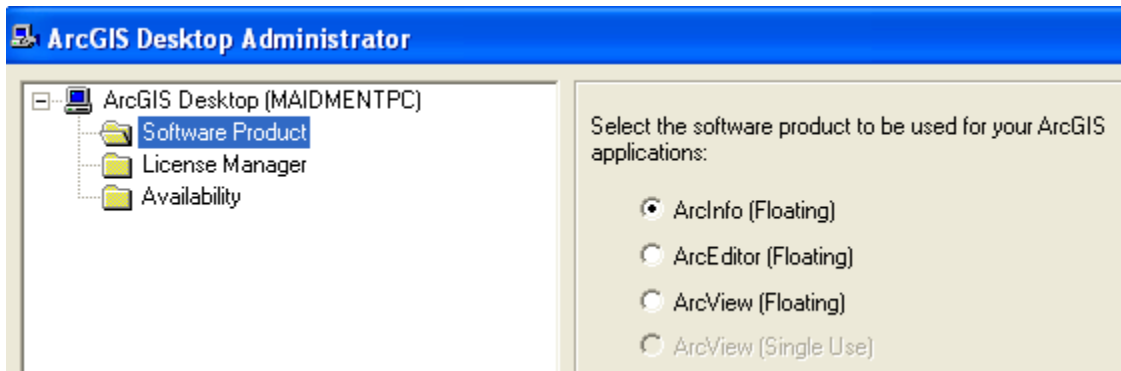 ArcGIS Desktop Administrator
ArcGIS Desktop (MAIDMENTPC)
Software Product
License Manager
Availability
Select the software product to be used for your ArcGIS
applications:
ArcInfo (Floating)
ArcEditor (Floating)
ArcView (Floating)
ArcView (Single Use)